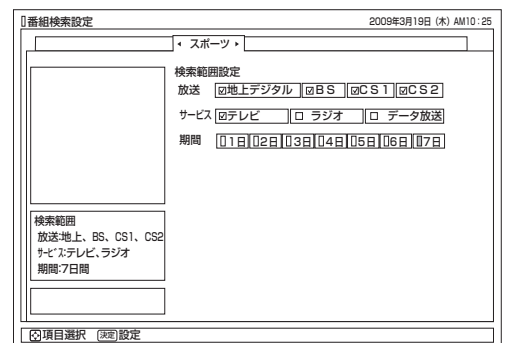 番組検索設定 2009年3月19日 (木) AM10:25
スポーツ
検索範囲設定
放送 ☑地上デジタル ☑BS ☑CS1 ☑CS2
サービス ☑テレビ □ ラジオ □ データ放送
期間 1日 2日 3日 4日 5日 6日 7日
検索範囲
放送:地上、BS、CS1、CS2
サービス:テレビ、ラジオ
期間:7日間
項目選択 決定 設定